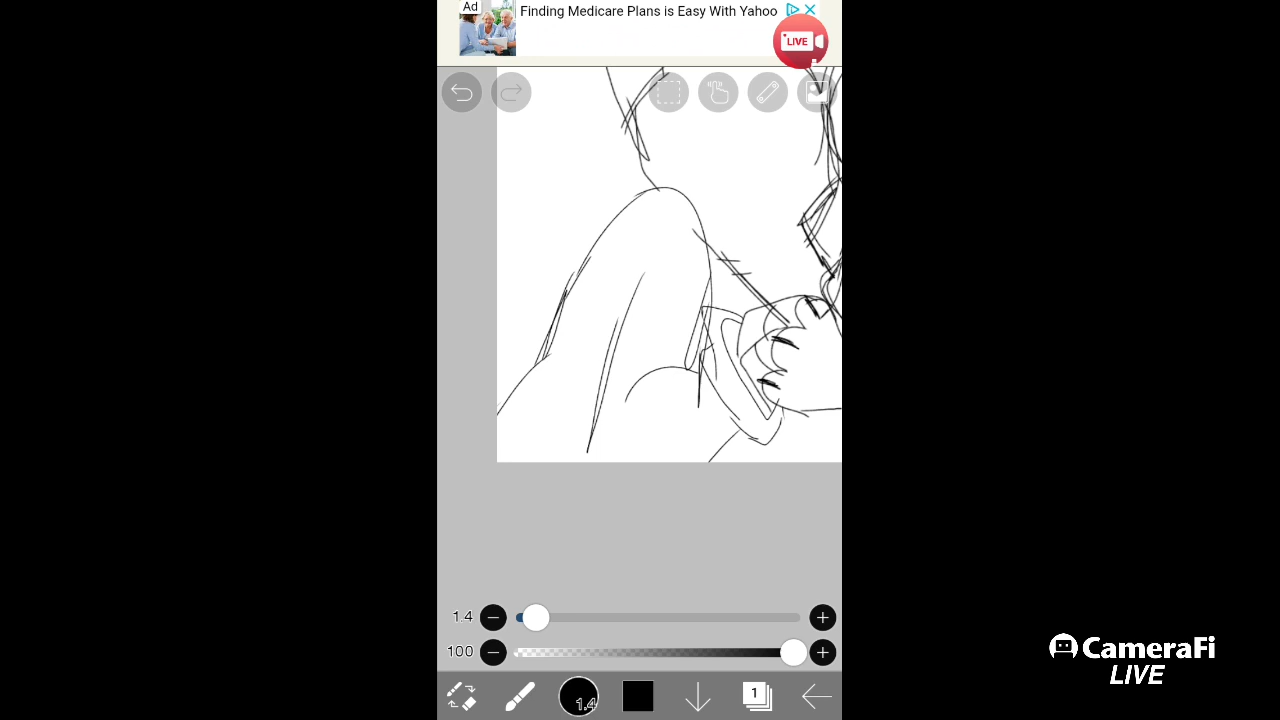 Ad
Finding Medicare Plans is Easy With Yahoo
LIVE
1.4
100
1.4
1
CameraFi
LIVE